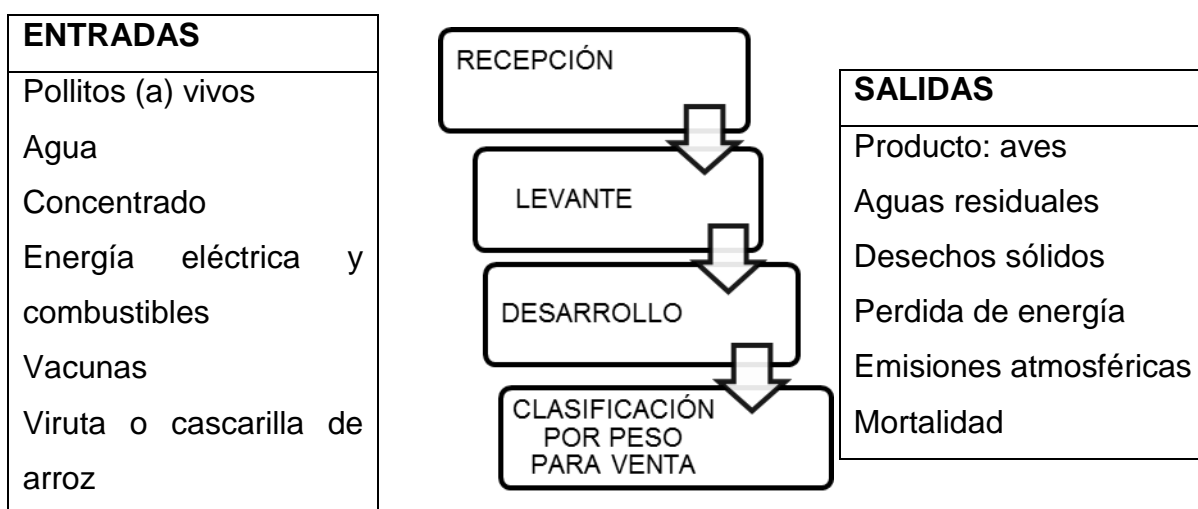 ENTRADAS
Pollitos (a) vivos
Agua
Concentrado
Energía eléctrica y
combustibles
Vacunas
Viruta o cascarilla de
arroz
RECEPCIÓN
LEVANTE
DESARROLLO
CLASIFICACIÓN
POR PESO
PARA VENTA
SALIDAS
Producto: aves
Aguas residuales
Desechos sólidos
Perdida de energía
Emisiones atmosféricas
Mortalidad